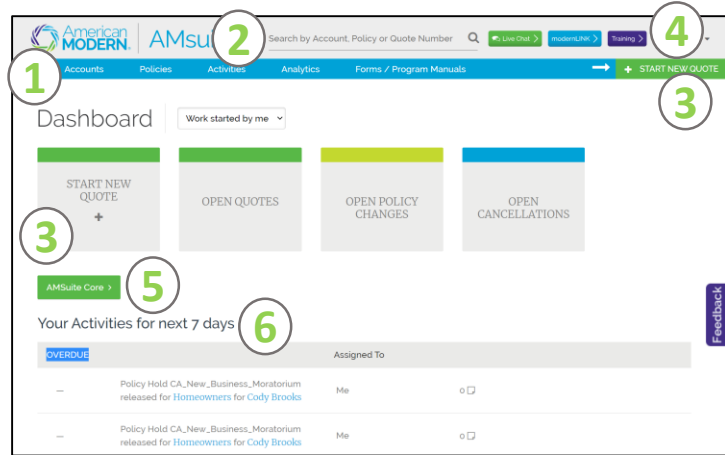 American
MODERN. AMsu 2 Search by Account, Policy or Quote Number Live Chat > modernLINK > Training > 4
1 Accounts Policies Activities Analytics Forms / Program Manuals → + START NEW QUOTE
3
Dashboard Work started by me
START NEW
QUOTE
+
OPEN QUOTES
OPEN POLICY
CHANGES
OPEN
CANCELLATIONS
3
AMSuite Core > 5
Your Activities for next 7 days 6
Feedback
OVERDUE Assigned To
– Policy Hold CA_New_Business_Moratorium
released for Homeowners for Cody Brooks Me 0
– Policy Hold CA_New_Business_Moratorium
released for Homeowners for Cody Brooks Me 0